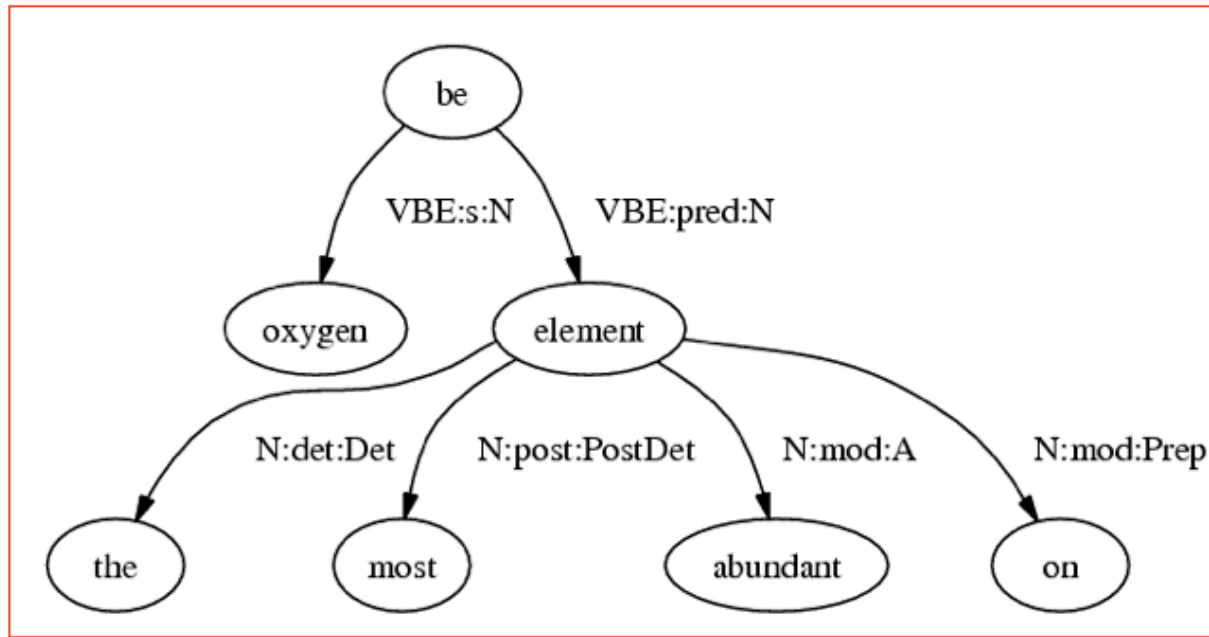 be
VBE:s:N VBE:pred:N
oxygen element
N:det:Det N:post:PostDet N:mod:A N:mod:Prep
the most abundant on